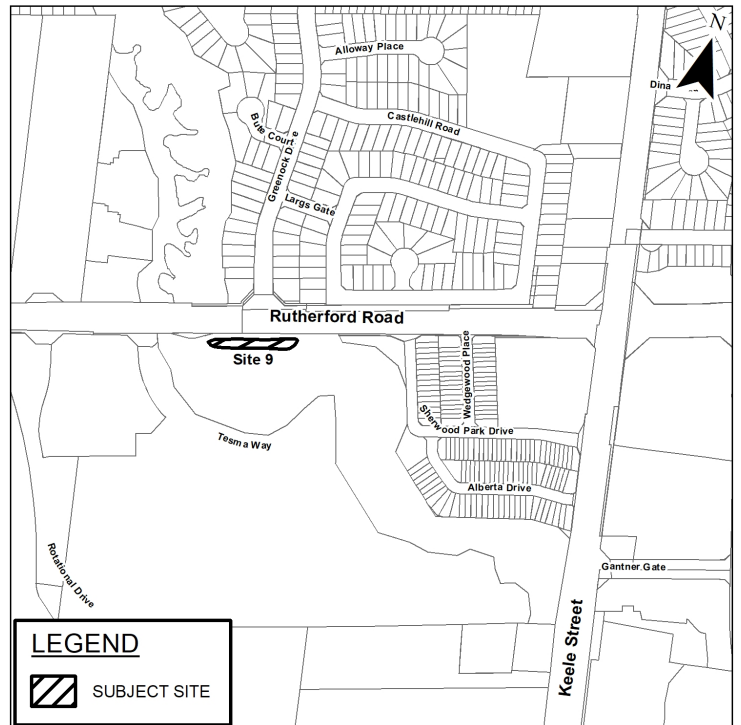 N
Alloway Place
Dina
Castlehill Road
Bute Court
Greenock D e
Largs Gate
Rutherford Road
Site 9
Wedgewood Place
Sherwood Park Drive
Tesma Way
Alberta Drive
Rotational Drive
Gantner Gate
Keele Street
LEGEND
SUBJECT SITE